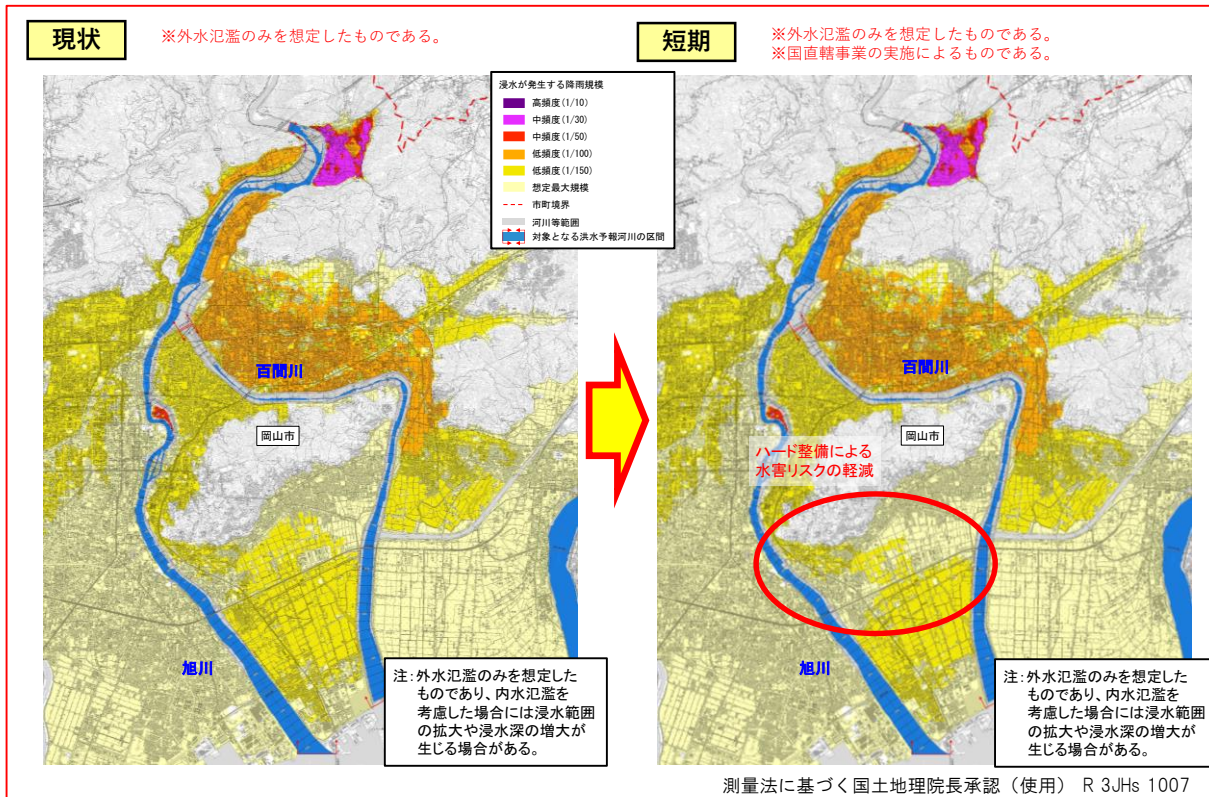 現状
※外水氾濫のみを想定したものである。
短期
※外水氾濫のみを想定したものである。
※国直轄事業の実施によるものである。
浸水が発生する降雨規模
高頻度(1/10)
中頻度(1/30)
中頻度(1/50)
低頻度(1/100)
低頻度(1/150)
想定最大規模
市町境界
河川等範囲
対象となる洪水予報河川の区間
百間川
岡山市
旭川
注:外水氾濫のみを想定した
ものであり、内水氾濫を
考慮した場合には浸水範囲
の拡大や浸水深の増大が
生じる場合がある。
百間川
岡山市
ハード整備による
水害リスクの軽減
旭川
注:外水氾濫のみを想定した
ものであり、内水氾濫を
考慮した場合には浸水範囲
の拡大や浸水深の増大が
生じる場合がある。
測量法に基づく国土地理院長承認（使用） R 3JHs 1007